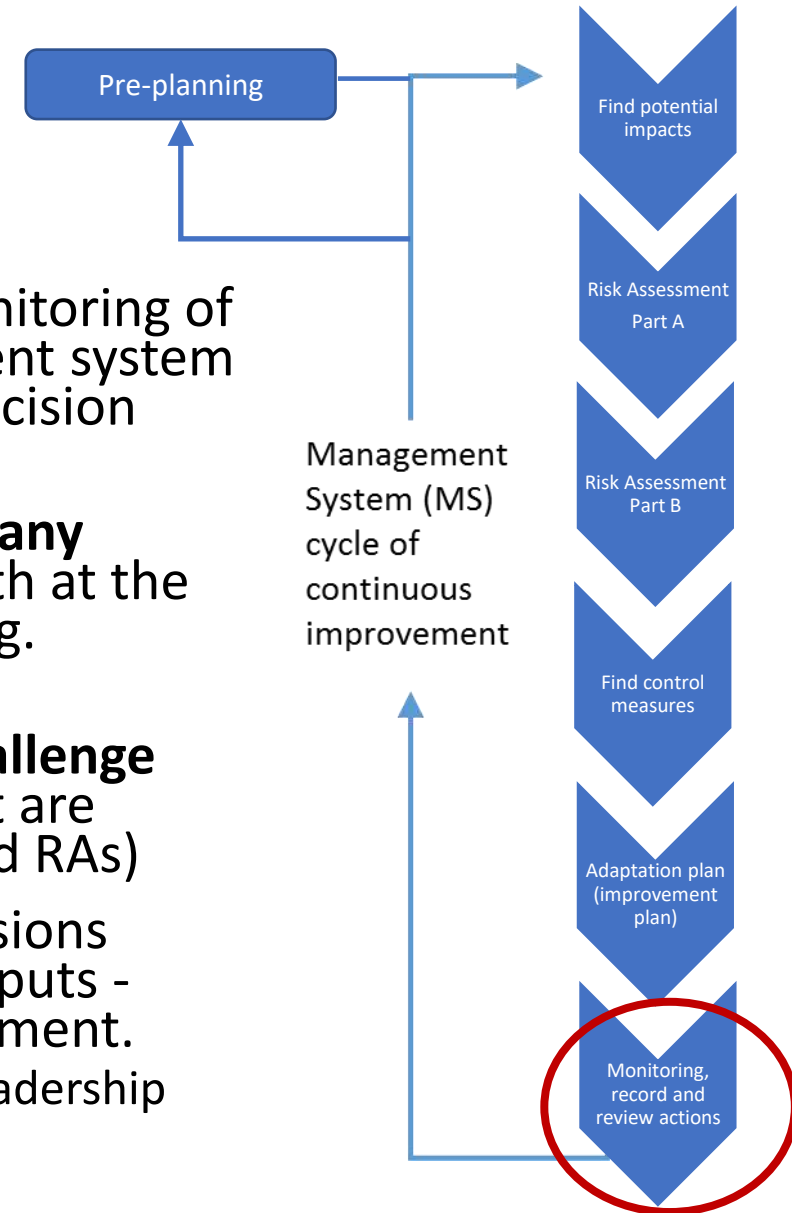 Pre-planning
nitoring of
ent system
cision
any
th at the
g.
allenge
t are
d RAs)
sions
puts -
ment.
eadership
Management
System (MS)
cycle of
continuous
improvement
Find potential
impacts
Risk Assessment
Part A
Risk Assessment
Part B
Find control
measures
Adaptation plan
(improvement
plan)
Monitoring,
record and
review actions